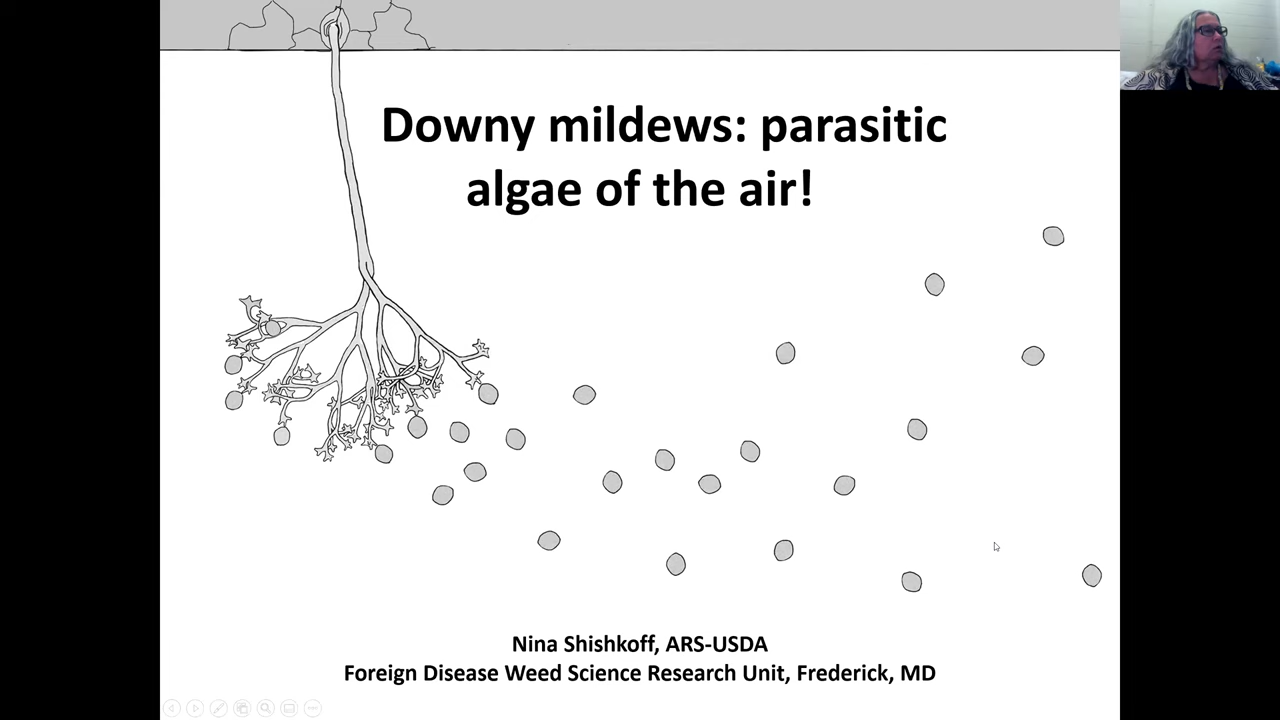 Downy mildews: parasitic
algae of the air!
Nina Shishkoff, ARS-USDA
Foreign Disease Weed Science Research Unit, Frederick, MD